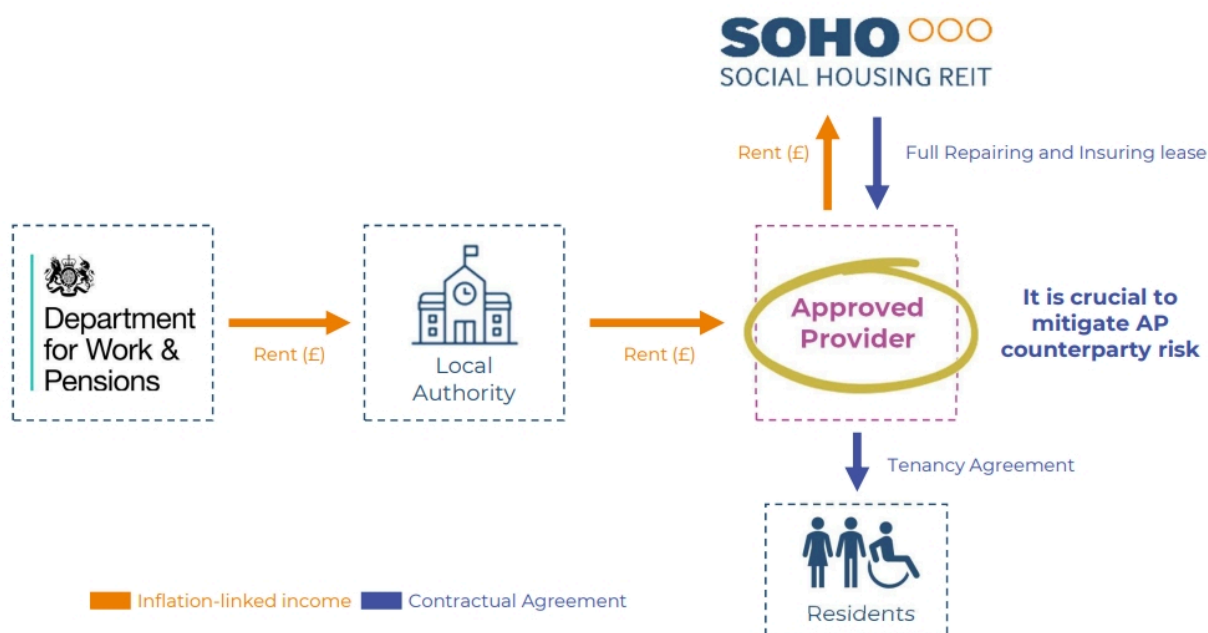 SOHO
SOCIAL HOUSING REIT
Rent (£)
Full Repairing and Insuring lease
Department
for Work &
Pensions
Rent (£)
Local
Authority
Rent (£)
Approved
Provider
It is crucial to
mitigate AP
counterparty risk
Tenancy Agreement
Residents
Inflation-linked income
Contractual Agreement